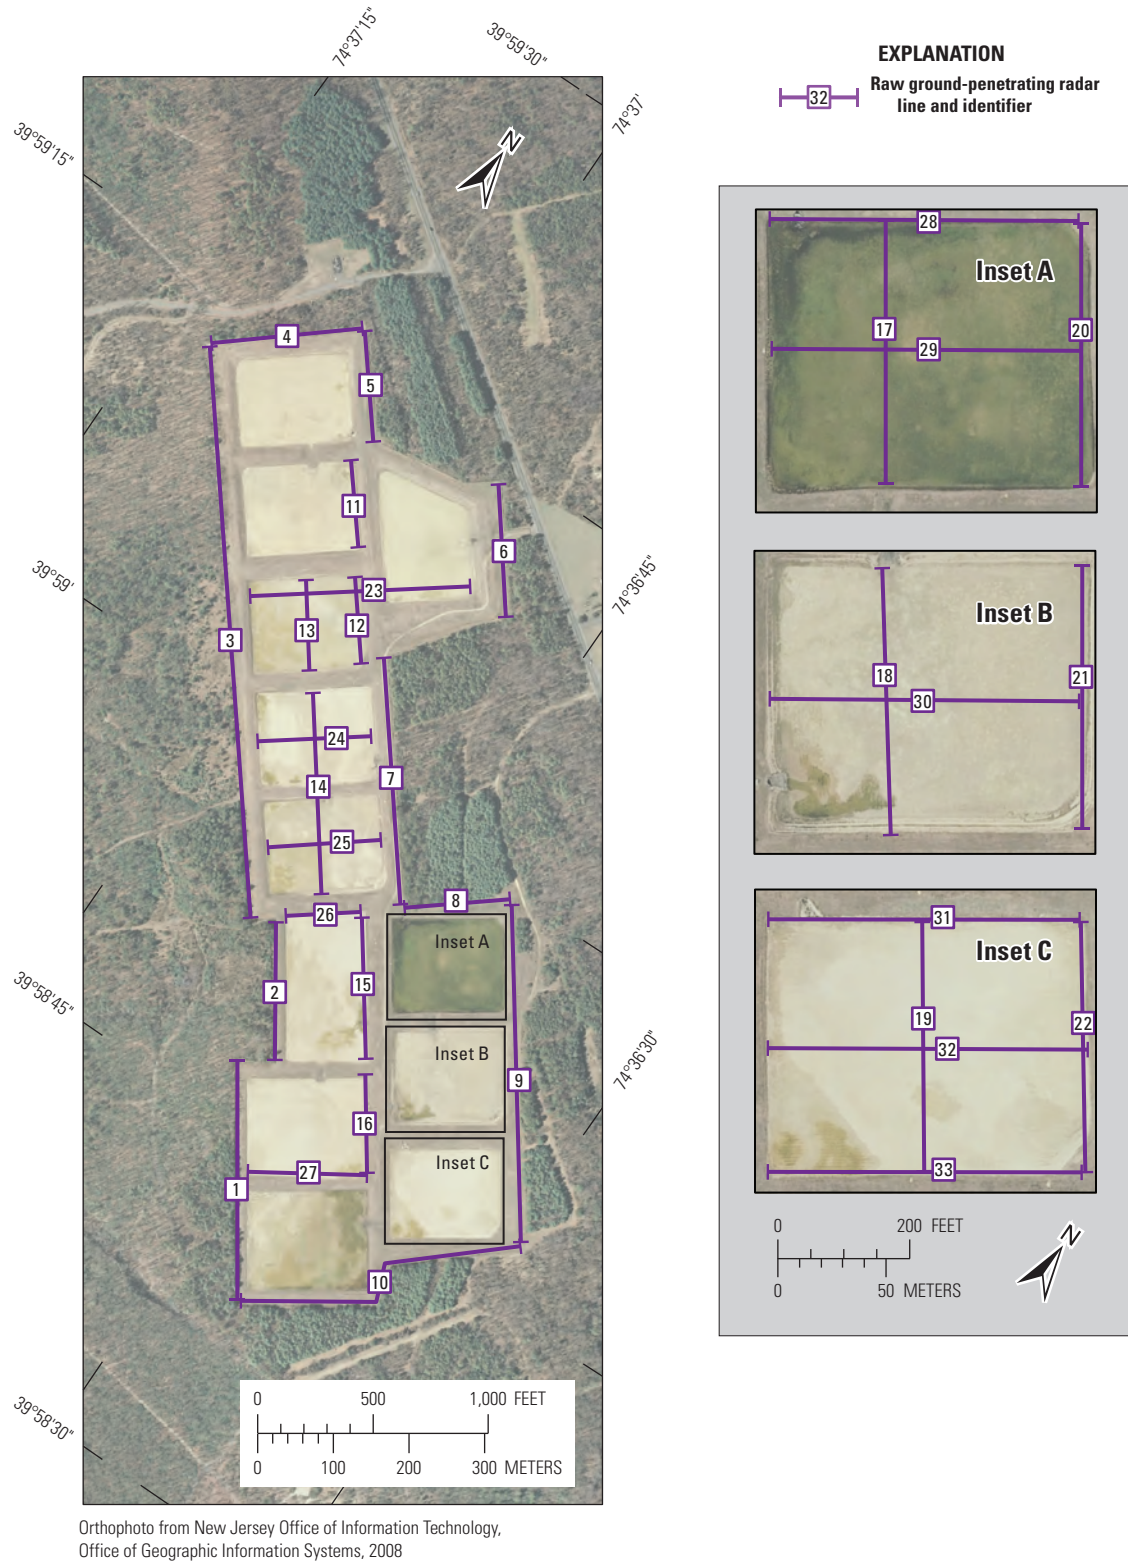 74°37'15"
39°59'30"
74°37'
39°59'15"
39°59'
74°36'45"
39°58'45"
74°36'30"
39°58'30"
N
EXPLANATION
32
Raw ground-penetrating radar
line and identifier
4
5
11
6
23
13
12
3
24
7
14
25
8
26
Inset A
2
15
Inset B
9
16
Inset C
27
1
10
0 500 1,000 FEET
0 100 200 300 METERS
28
Inset A
17
20
29
Inset B
18
21
30
31
Inset C
19
22
32
33
0 200 FEET
0 50 METERS
N
Orthophoto from New Jersey Office of Information Technology,
Office of Geographic Information Systems, 2008